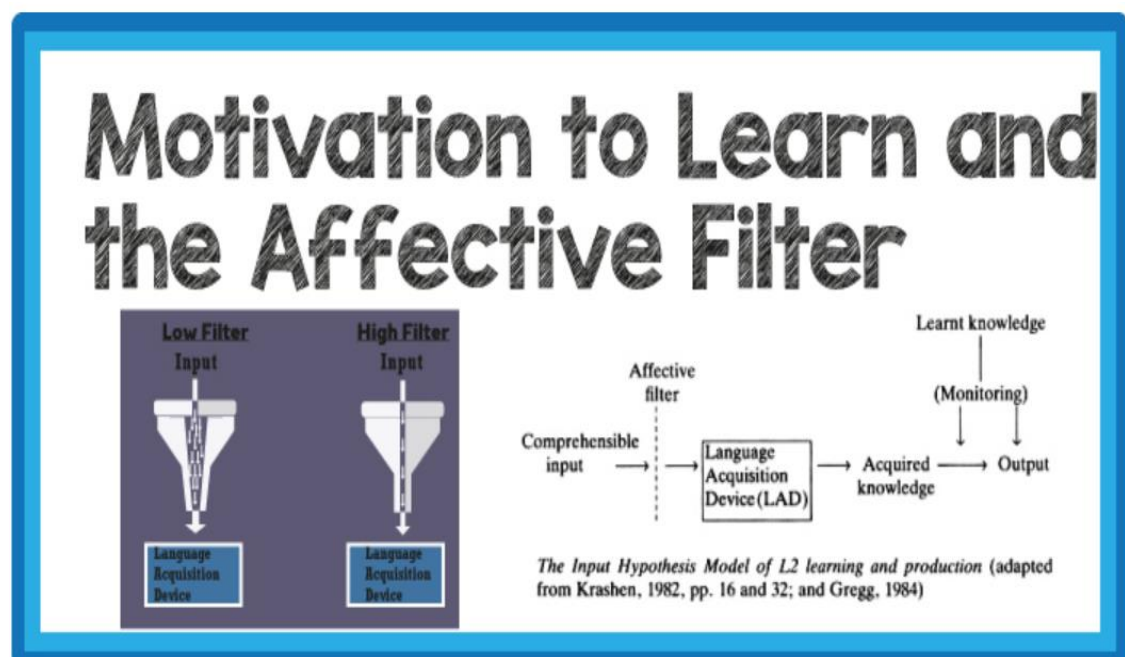 Motivation to Learn and
the Affective Filter
Low Filter
Input
Language
Acquisition
Device
High Filter
Input
Language
Acquisition
Device
Learnt knowledge
(Monitoring)
Affective
filter
Comprehensible
input
Language
Acquisition
Device (LAD)
Acquired
knowledge
Output
The Input Hypothesis Model of L2 learning and production (adapted
from Krashen, 1982, pp. 16 and 32; and Gregg, 1984)